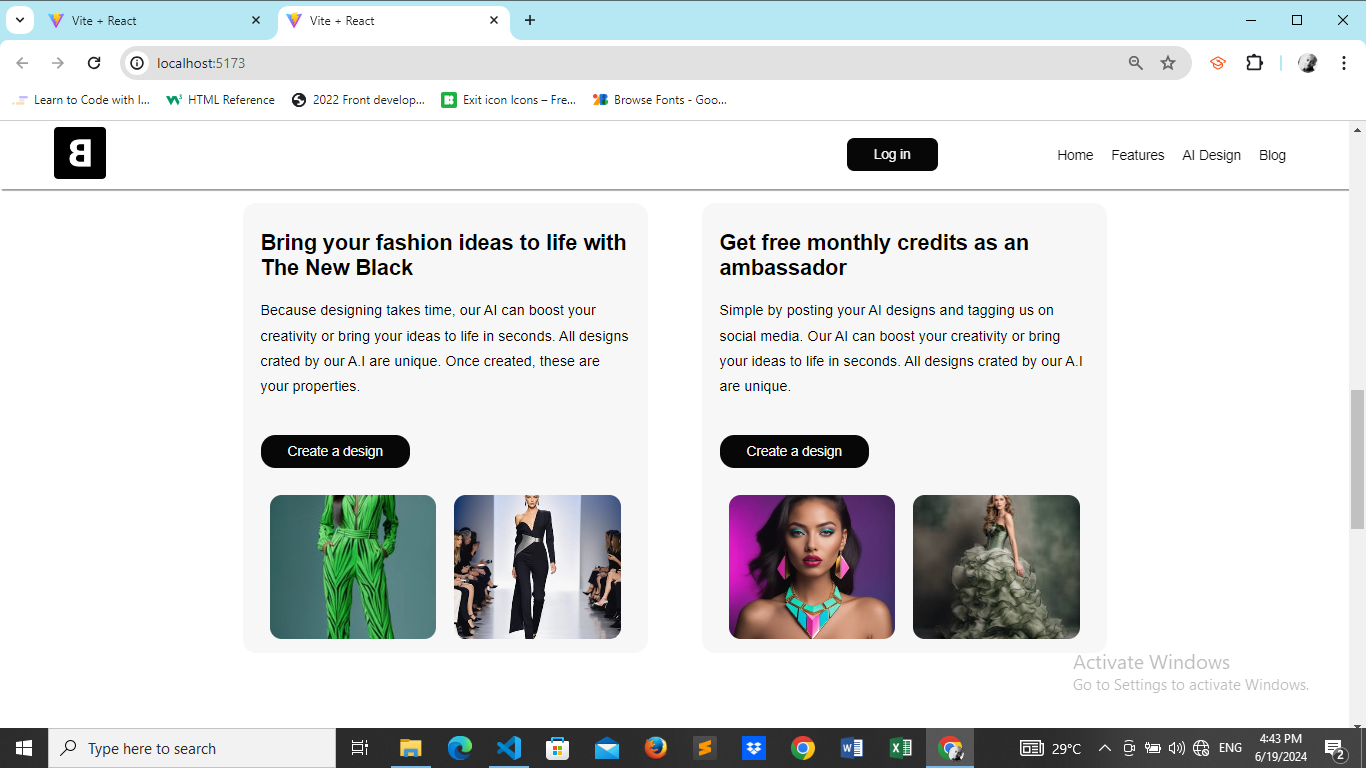 Vite + React
Vite + React
localhost:5173
Learn to Code with I...
HTML Reference
2022 Front develop...
Exit icon Icons – Fre...
Browse Fonts - Goo...
B
Log in
Home
Features
AI Design
Blog
Bring your fashion ideas to life with
The New Black
Because designing takes time, our AI can boost your
creativity or bring your ideas to life in seconds. All designs
crated by our A.I are unique. Once created, these are
your properties.
Create a design
Get free monthly credits as an
ambassador
Simple by posting your AI designs and tagging us on
social media. Our AI can boost your creativity or bring
your ideas to life in seconds. All designs crated by our A.I
are unique.
Create a design
Activate Windows
Go to Settings to activate Windows.
Type here to search
29°C
ENG
4:43 PM
6/19/2024
2